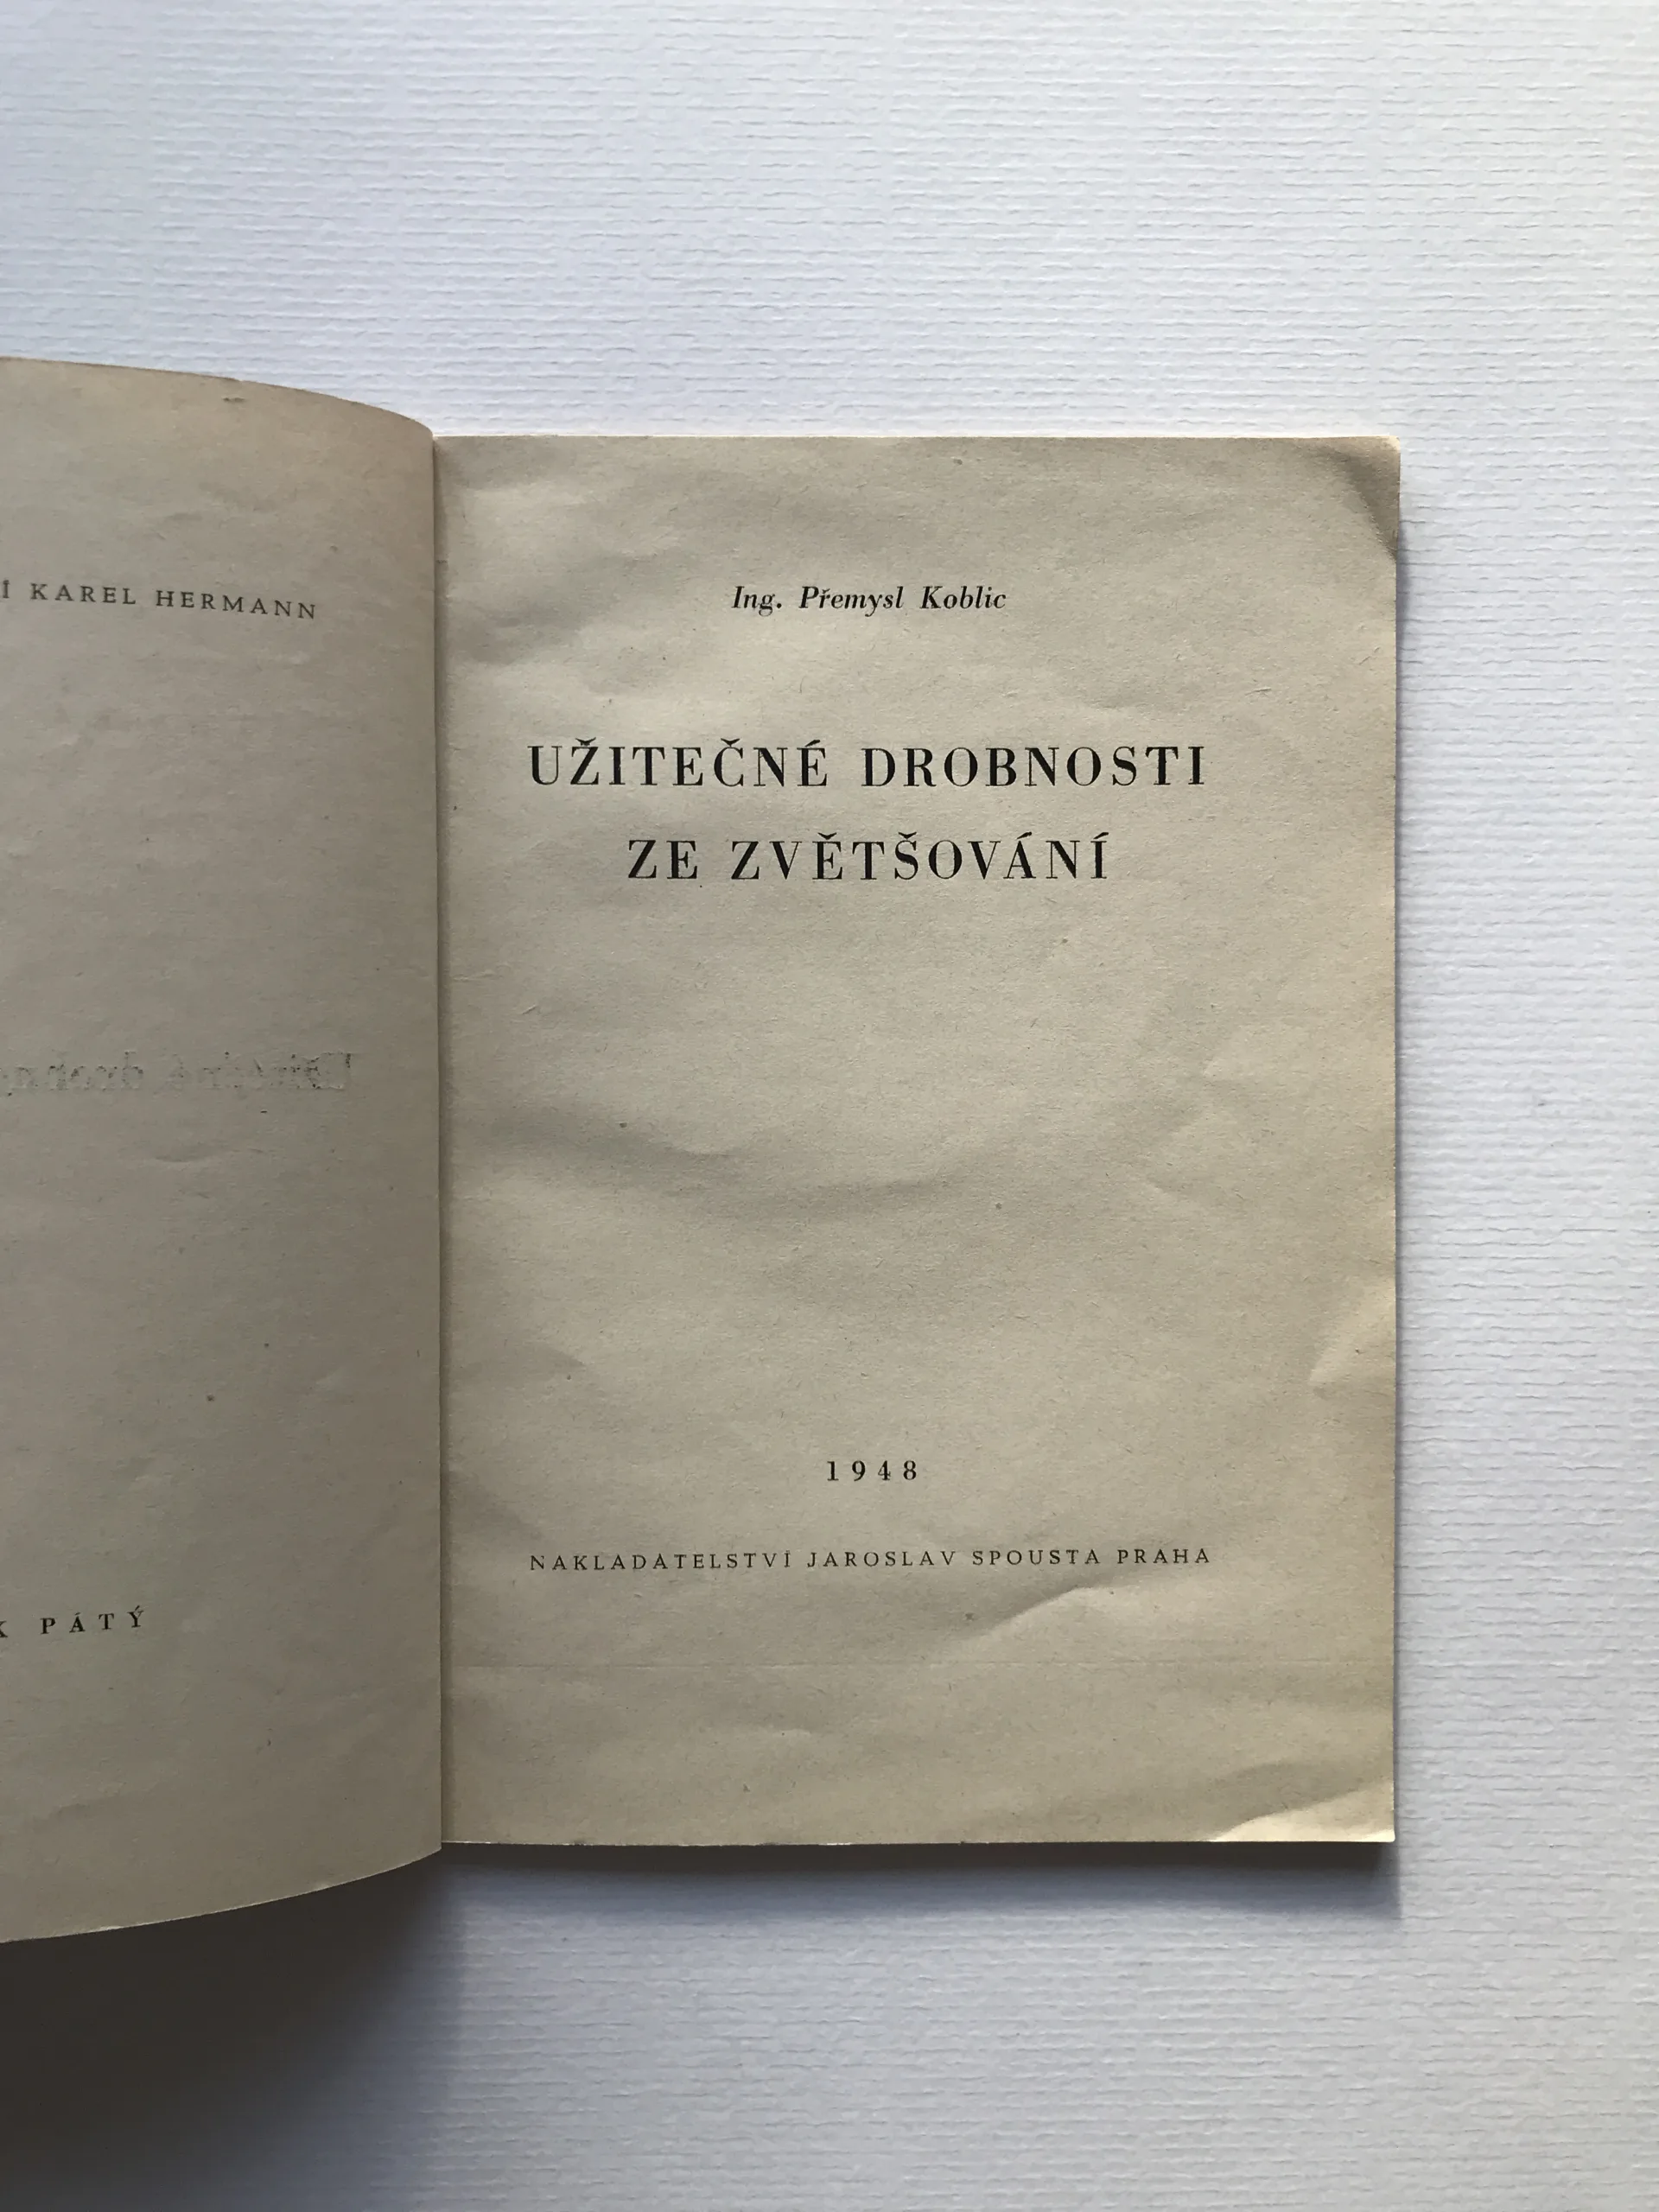 Í KAREL HERMANN
K PÁTÝ
Ing. Přemysl Koblic
UŽITEČNÉ DROBNOSTI
ZE ZVĚTŠOVÁNÍ
1948
NAKLADATELSTVÍ JAROSLAV SPOUSTA PRAHA